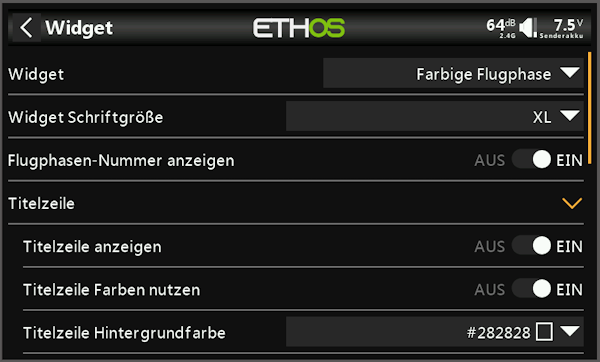 Widget
ETHOS
64dB
2.4G
7.5V
Senderakku
Widget
Farbige Flugphase
Widget Schriftgröße
XL
Flugphasen-Nummer anzeigen
AUS EIN
Titelzeile
Titelzeile anzeigen
AUS EIN
Titelzeile Farben nutzen
AUS EIN
Titelzeile Hintergrundfarbe
#282828